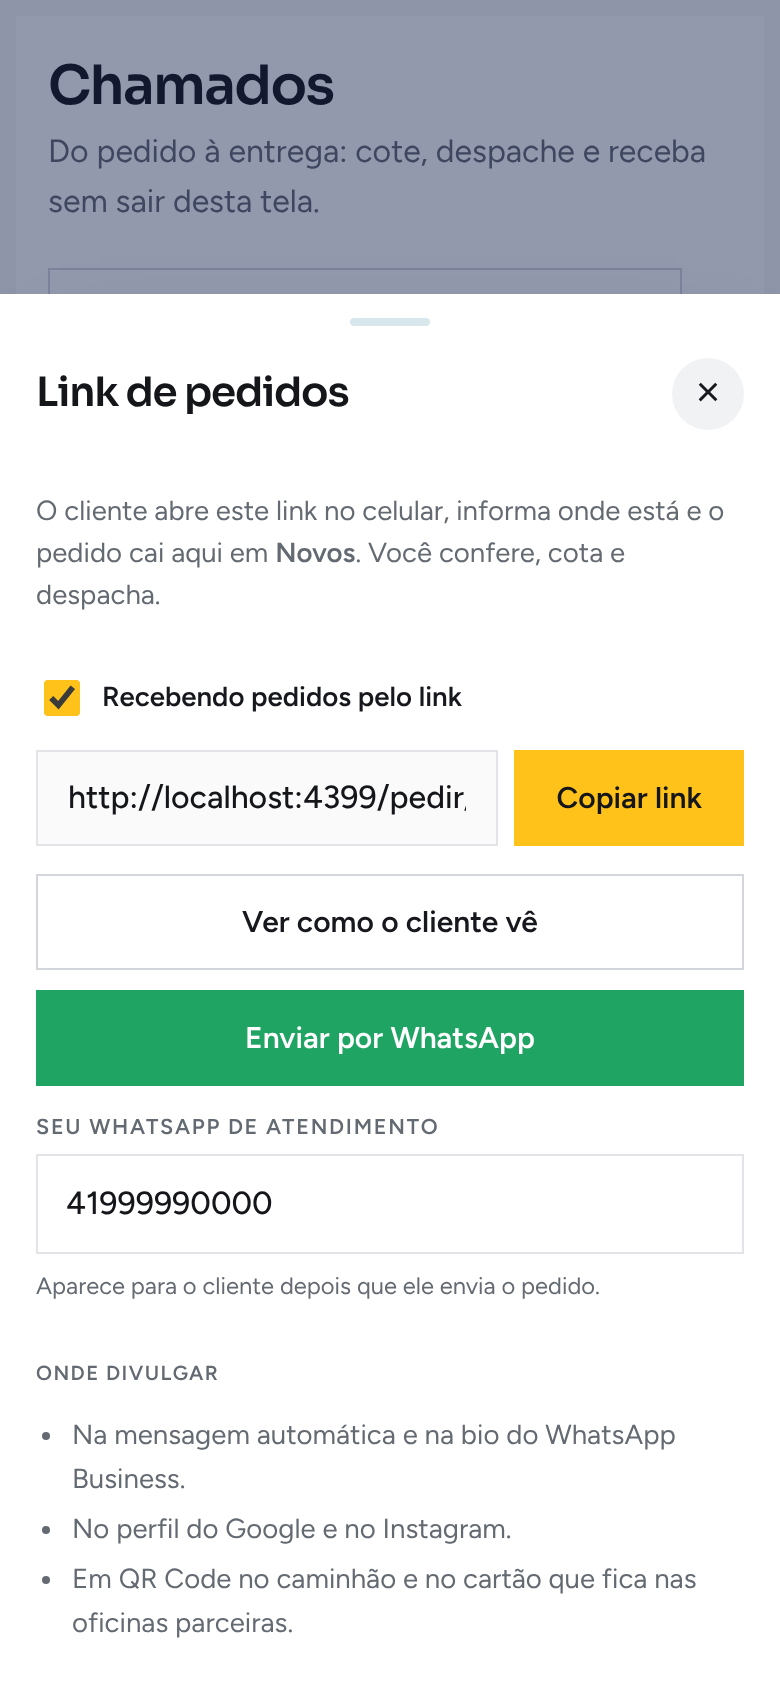 Chamados
Do pedido à entrega: cote, despache e receba
sem sair desta tela.
Link de pedidos
O cliente abre este link no celular, informa onde está e o
pedido cai aqui em Novos. Você confere, cota e
despacha.
Recebendo pedidos pelo link
http://localhost:4399/pedir/
Copiar link
Ver como o cliente vê
Enviar por WhatsApp
SEU WHATSAPP DE ATENDIMENTO
41999990000
Aparece para o cliente depois que ele envia o pedido.
ONDE DIVULGAR
• Na mensagem automática e na bio do WhatsApp
Business.
• No perfil do Google e no Instagram.
• Em QR Code no caminhão e no cartão que fica nas
oficinas parceiras.